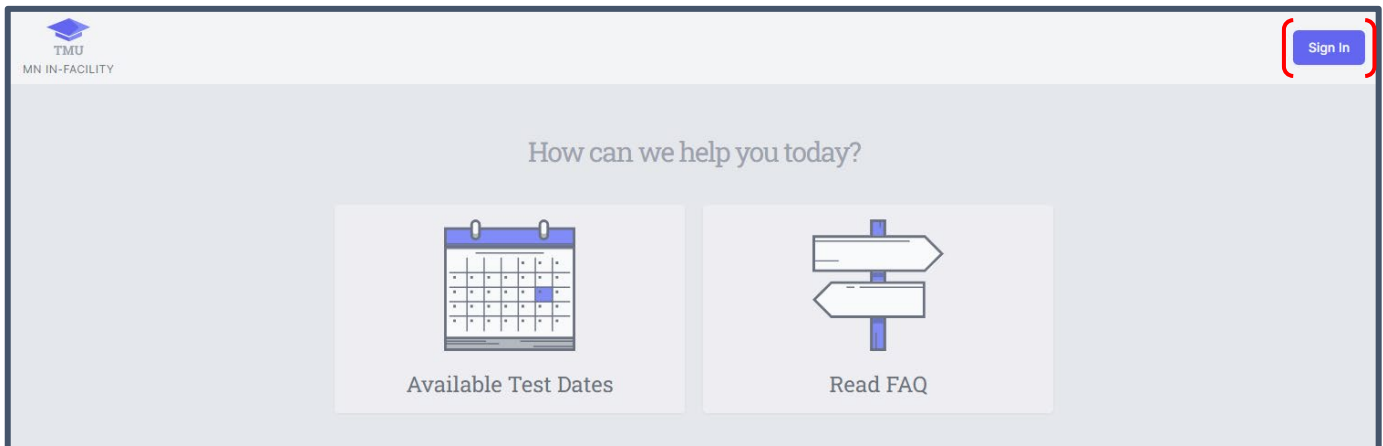 TMU
MN IN-FACILITY
Sign In
How can we help you today?
Available Test Dates
Read FAQ